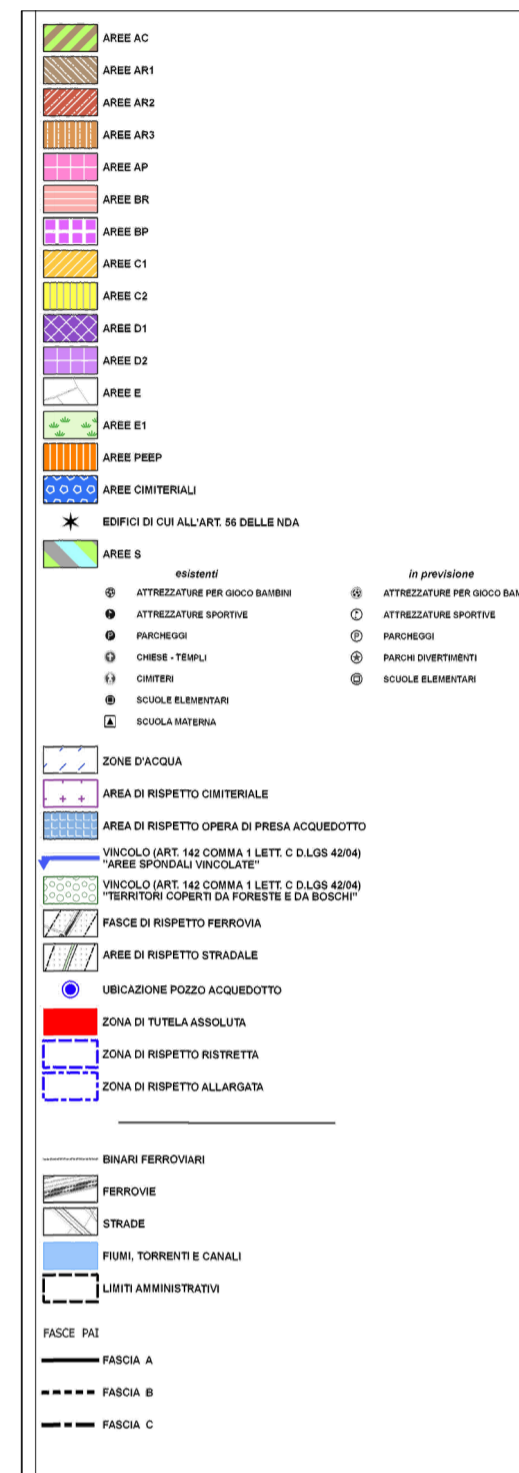 AREE AC
AREE AR1
AREE AR2
AREE AR3
AREE AP
AREE BR
AREE BP
AREE C1
AREE C2
AREE D1
AREE D2
AREE E
AREE E1
AREE PEEP
AREE CIMITERIALI
EDIFICI DI CUI ALL'ART. 56 DELLE NDA
AREE S
esistenti
ATTREZZATURE PER GIOCO BAMBINI
ATTREZZATURE SPORTIVE
P PARCHEGGI
CHIESE - TEMPLI
CIMITERI
SCUOLE ELEMENTARI
SCUOLA MATERNA
in previsione
ATTREZZATURE PER GIOCO BAM
ATTREZZATURE SPORTIVE
P PARCHEGGI
PARCHI DIVERTIMENTI
SCUOLE ELEMENTARI
ZONE D'ACQUA
AREA DI RISPETTO CIMITERIALE
AREA DI RISPETTO OPERA DI PRESA ACQUEDOTTO
VINCOLO (ART. 142 COMMA 1 LETT. C D.LGS 42/04)
"AREE SPONDALI VINCOLATE"
VINCOLO (ART. 142 COMMA 1 LETT. C D.LGS 42/04)
"TERRITORI COPERTI DA FORESTE E DA BOSCHI"
FASCE DI RISPETTO FERROVIA
AREE DI RISPETTO STRADALE
UBICAZIONE POZZO ACQUEDOTTO
ZONA DI TUTELA ASSOLUTA
ZONA DI RISPETTO RISTRETTA
ZONA DI RISPETTO ALLARGATA
BINARI FERROVIARI
FERROVIE
STRADE
FIUMI, TORRENTI E CANALI
LIMITI AMMINISTRATIVI
FASCE PAI
FASCIA A
FASCIA B
FASCIA C